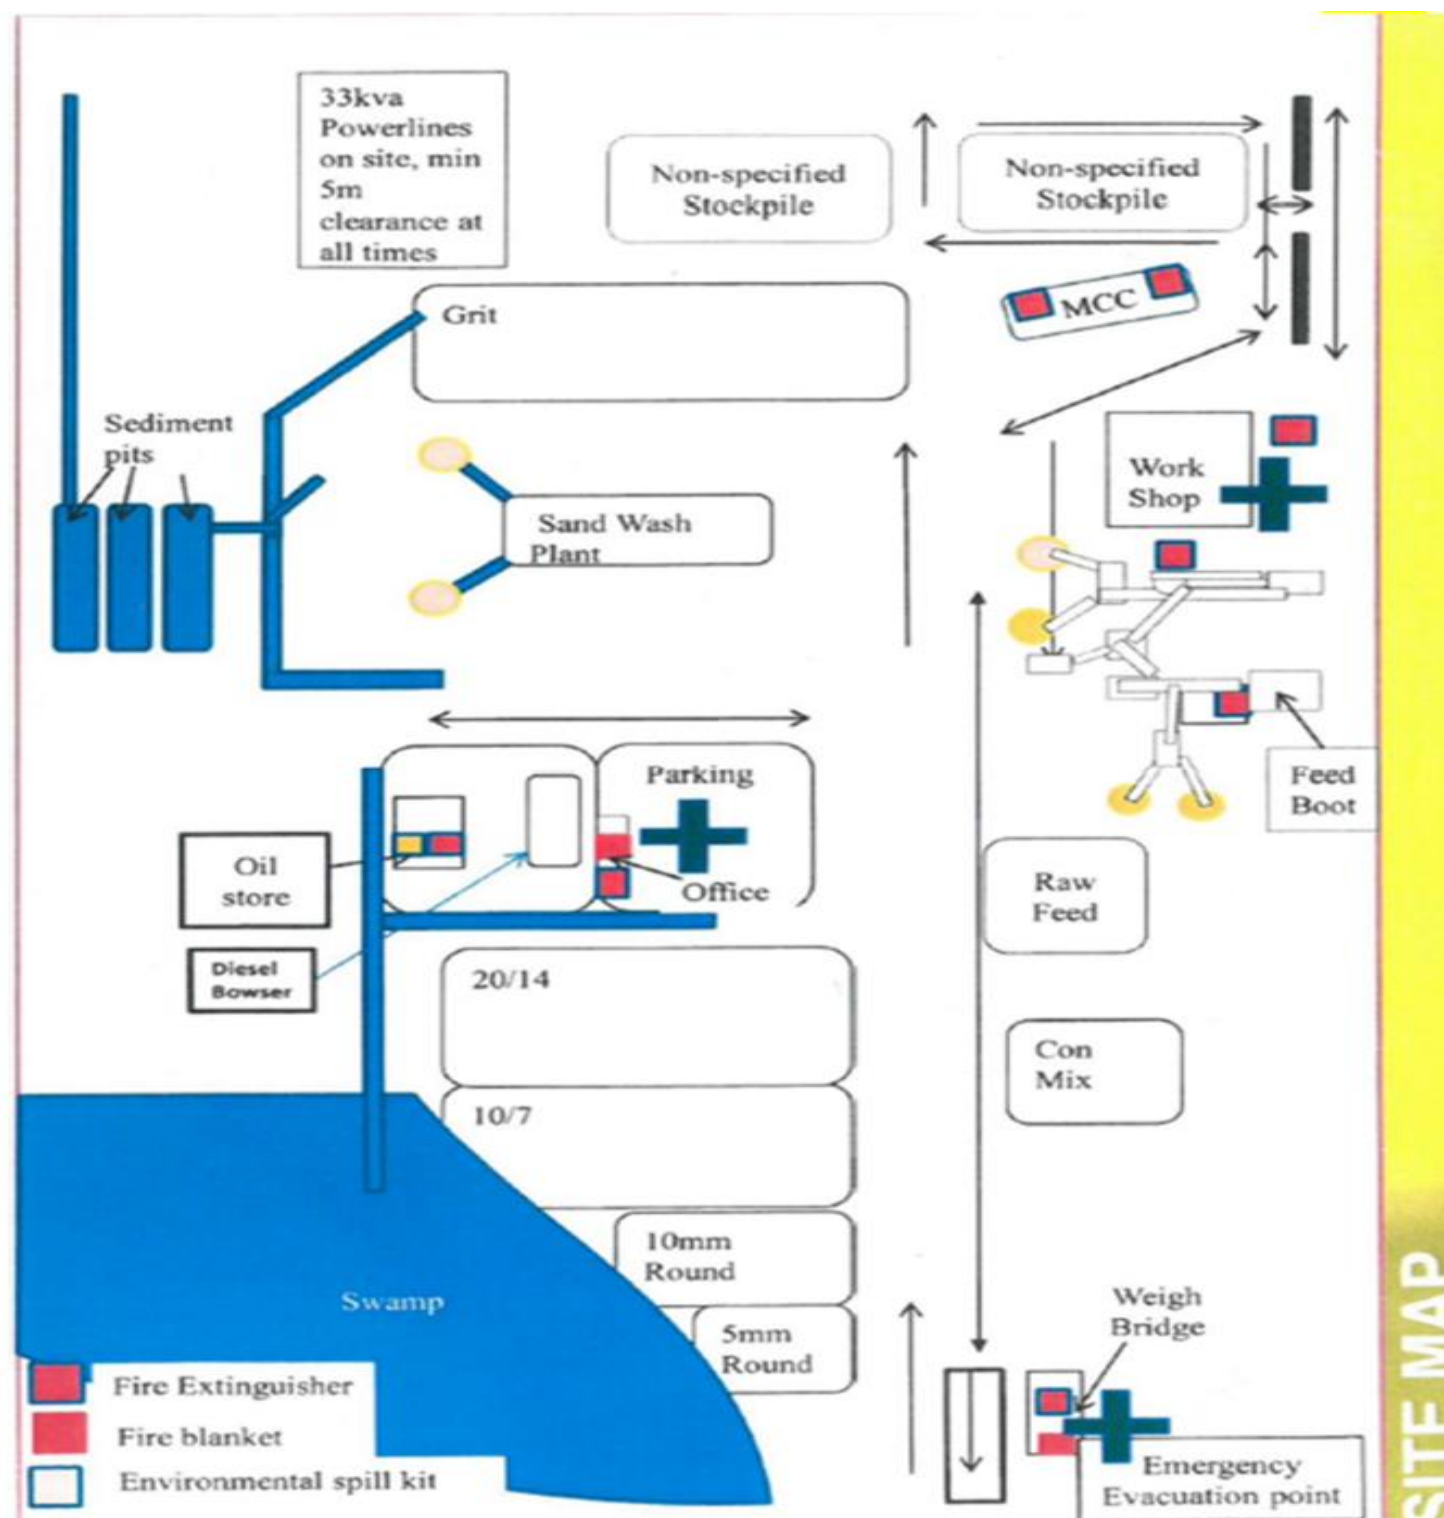 33kva
Powerlines
on site, min
5m
clearance at
all times
Non-specified
Stockpile
Non-specified
Stockpile
MCC
Grit
Sediment
pits
Work
Shop
Sand Wash
Plant
Parking
Feed
Boot
Oil
store
Office
Raw
Feed
Diesel
Bowser
20/14
Con
Mix
10/7
10mm
Round
Swamp
5mm
Round
Weigh
Bridge
Fire Extinguisher
Fire blanket
Environmental spill kit
Emergency
Evacuation point
SITE MAP